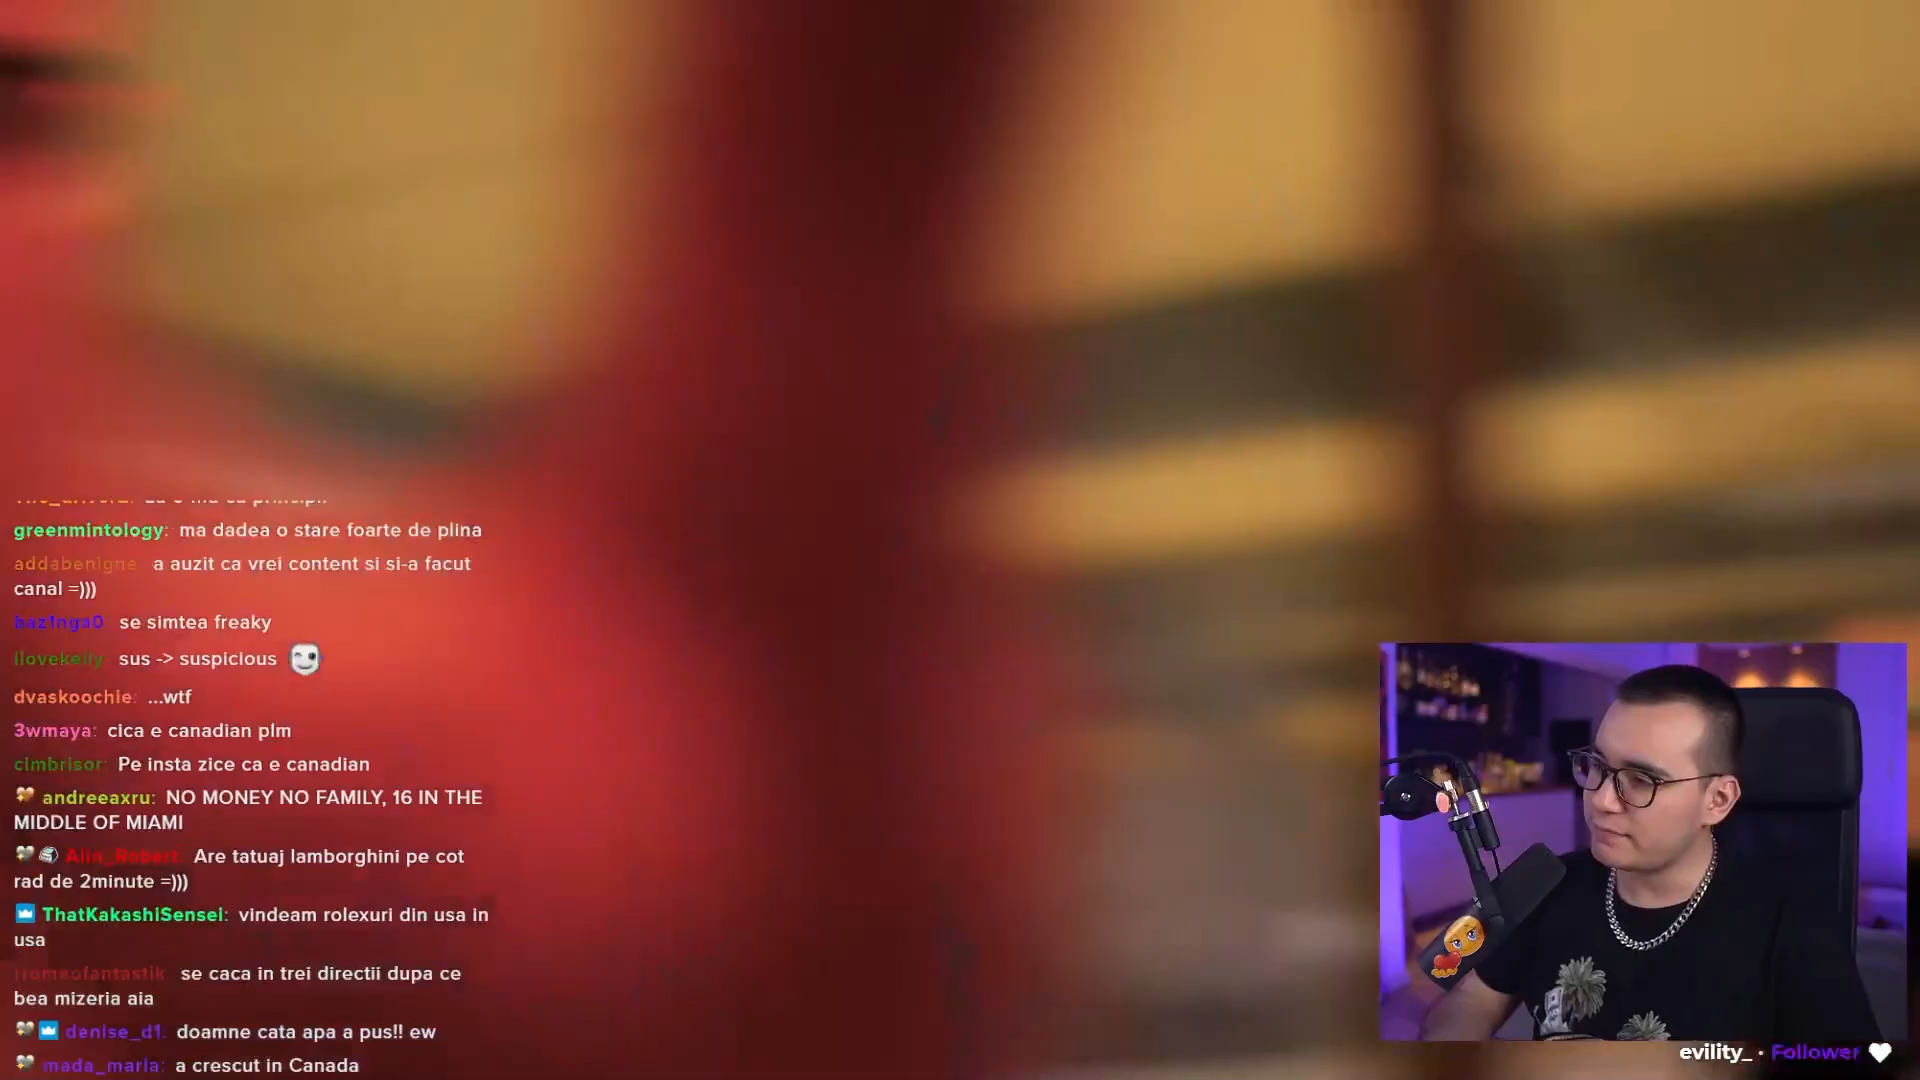 greenmintology: ma dadea o stare foarte de plina
addabenigne: a auzit ca vrei content si si-a facut
canal =)))
baz1nga0: se simtea freaky
Ilovekelly: sus -> suspicious
dvaskoochie: ...wtf
3wmaya: cica e canadian plm
cimbrisor: Pe insta zice ca e canadian
andreeaxru: NO MONEY NO FAMILY, 16 IN THE
MIDDLE OF MIAMI
Alin_Robert: Are tatuaj lamborghini pe cot
rad de 2minute =)))
ThatKakashiSensei: vindeam rolexuri din usa in
usa
se caca in trei directii dupa ce
bea mizeria aia
denise_d1: doamne cata apa a pus!! ew
mada_maria: a crescut in Canada
evility_ · Follower